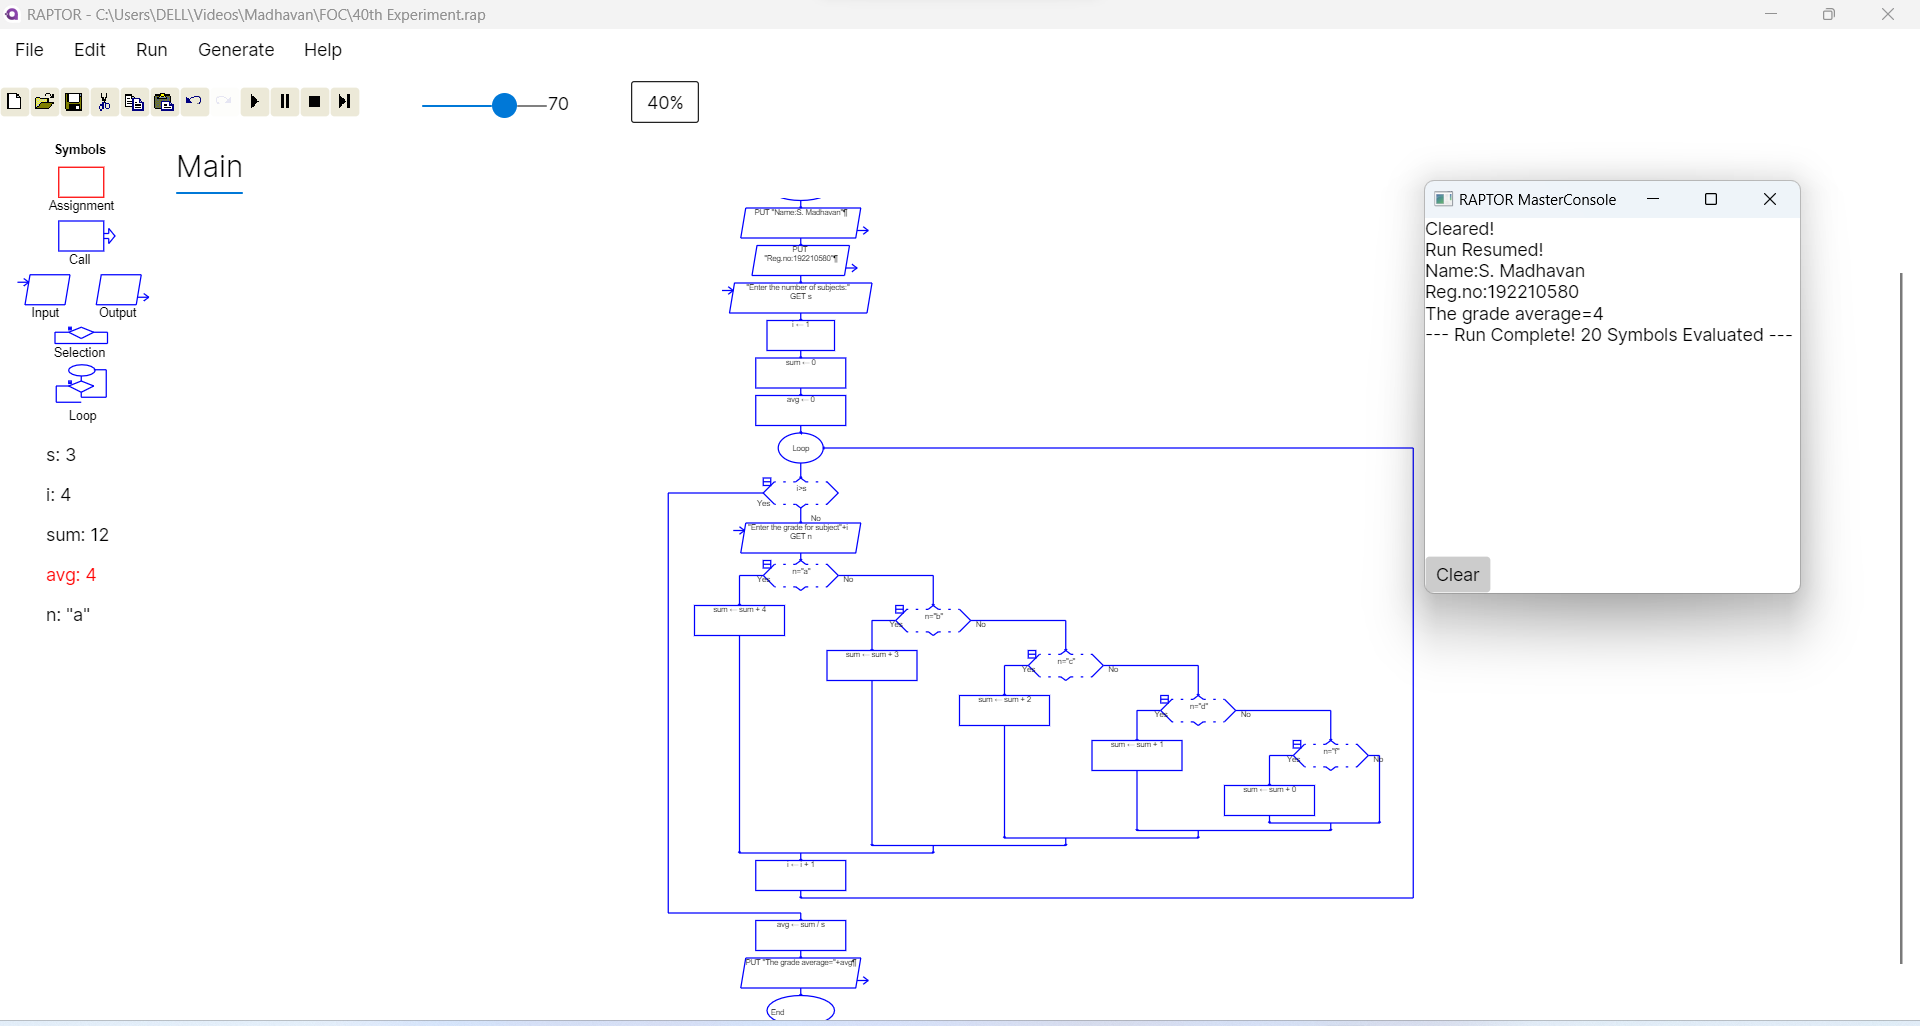 RAPTOR - C:\Users\DELL\Videos\Madhavan\FOC\40th Experiment.rap
File Edit Run Generate Help
70
40%
Symbols
Assignment
Call
Input Output
Selection
Loop
s: 3
i: 4
sum: 12
avg: 4
n: "a"
Main
PUT "Name:S. Madhavan"¶
PUT
"Reg.no:192210580"¶
"Enter the number of subjects:"
GET s
i ← 1
sum ← 0
avg ← 0
Loop
i>s
Yes
No
"Enter the grade for subject"+i
GET n
n="a"
Yes
No
sum ← sum + 4
n="b"
Yes
No
sum ← sum + 3
n="c"
Yes
No
sum ← sum + 2
n="d"
Yes
No
sum ← sum + 1
n="f"
Yes
No
sum ← sum + 0
i ← i + 1
avg ← sum / s
PUT "The grade average="+avg¶
End
RAPTOR MasterConsole
Cleared!
Run Resumed!
Name:S. Madhavan
Reg.no:192210580
The grade average=4
--- Run Complete! 20 Symbols Evaluated ---
Clear